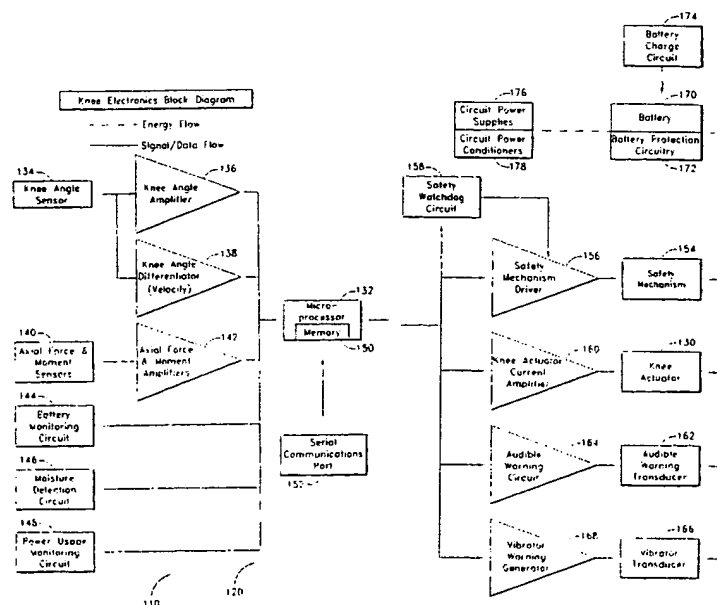 174
Battery
Charge
Circuit
Knee Electronics Block Diagram
Energy Flow
Signal/Data Flow
176
Circuit Power
Supplies
Circuit Power
Conditioners
178
170
Battery
Battery Protection
Circuitry
172
134
Knee Angle
Sensor
136
Knee Angle
Amplifier
158
Safety
Watchdog
Circuit
138
Knee Angle
Differentiator
(Velocity)
156
Safety
Mechanism
Driver
154
Safety
Mechanism
132
Micro-
processor
Memory
150
140
Axial Force &
Moment
Sensors
142
Axial Force
& Moment
Amplifiers
160
Knee Actuator
Current
Amplifier
130
Knee
Actuator
144
Battery
Monitoring
Circuit
Serial
Communications
Port
164
Audible
Warning
Circuit
162
Audible
Warning
Transducer
146
Moisture
Detection
Circuit
Power Usage
Monitoring
Circuit
168
Vibrator
Warning
Generator
166
Vibrator
Transducer
110
120